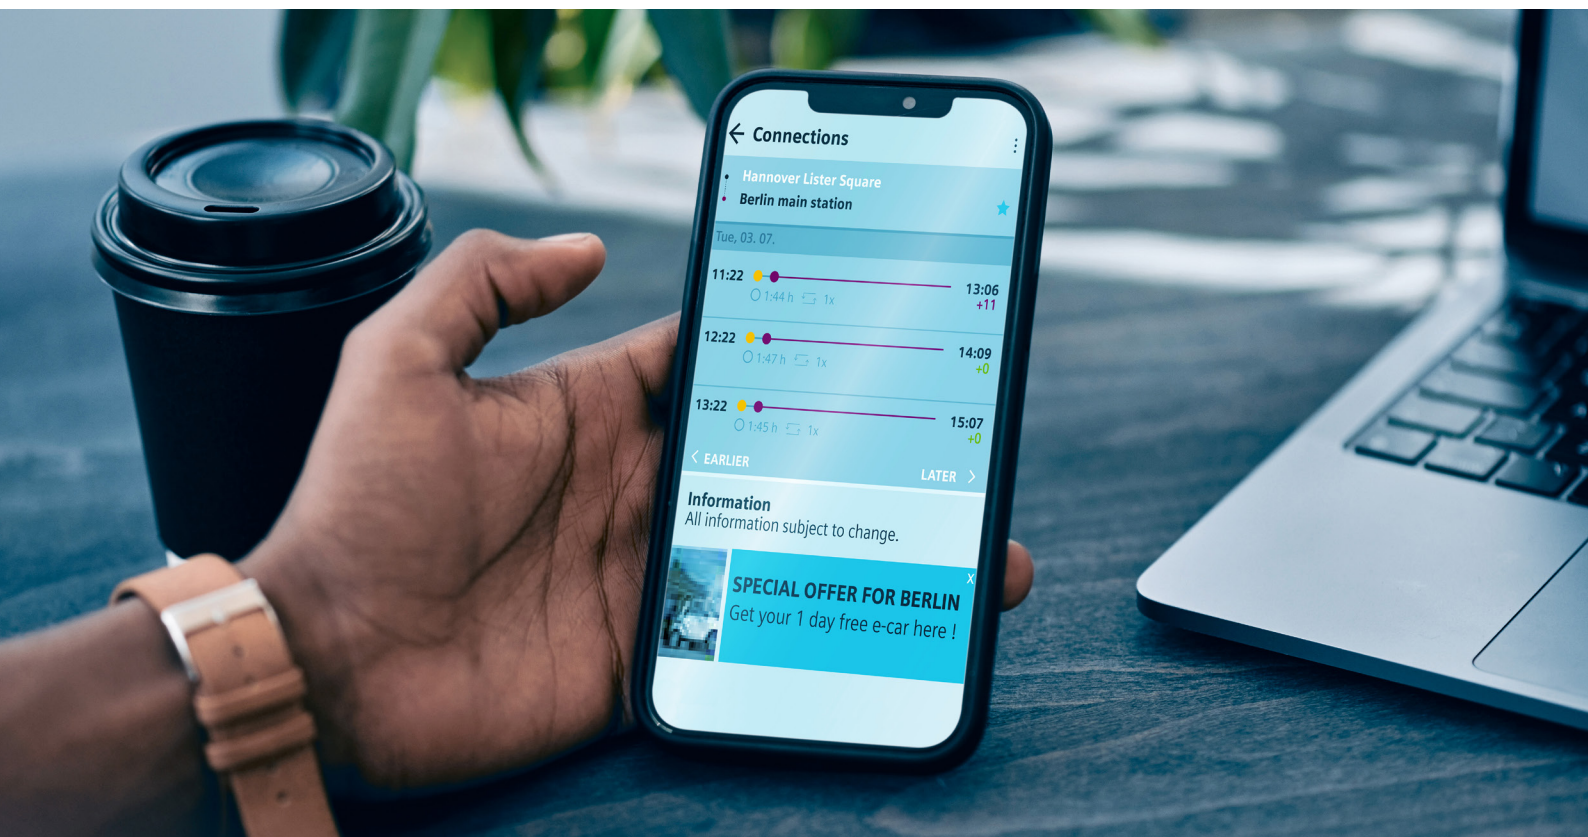 Connections
Hannover Lister Square
Berlin main station
Tue, 03. 07.
11:22 13:06
1:44 h 1x +11
12:22 14:09
1:47 h 1x +0
13:22 15:07
1:45 h 1x +0
< EARLIER LATER >
Information
All information subject to change.
X
SPECIAL OFFER FOR BERLIN
Get your 1 day free e-car here !